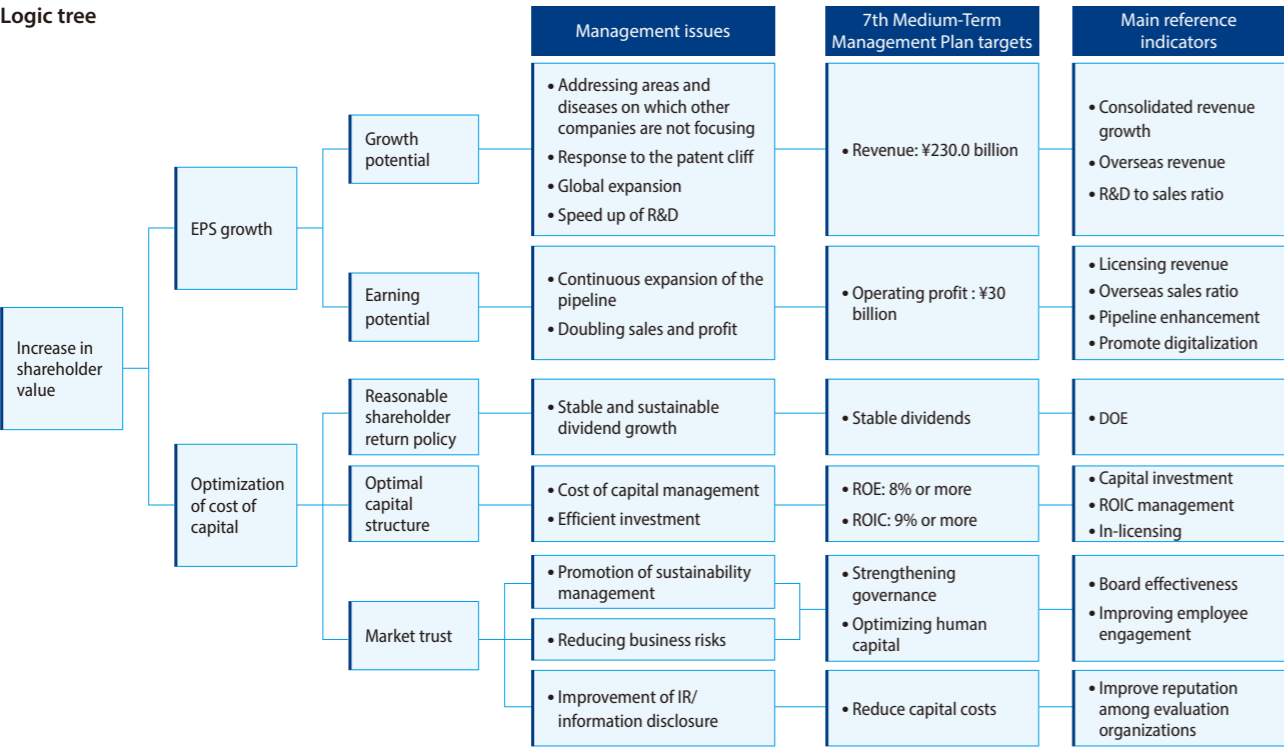 Logic tree
Management issues
7th Medium-Term
Management Plan targets
Main reference
indicators
Increase in
shareholder
value
EPS growth
Growth
potential
• Addressing areas and
diseases on which other
companies are not focusing
• Response to the patent cliff
• Global expansion
• Speed up of R&D
• Revenue: ¥230.0 billion
• Consolidated revenue
growth
• Overseas revenue
• R&D to sales ratio
Earning
potential
• Continuous expansion of the
pipeline
• Doubling sales and profit
• Operating profit : ¥30
billion
• Licensing revenue
• Overseas sales ratio
• Pipeline enhancement
• Promote digitalization
Optimization
of cost of
capital
Reasonable
shareholder
return policy
• Stable and sustainable
dividend growth
• Stable dividends
• DOE
Optimal
capital
structure
• Cost of capital management
• Efficient investment
• ROE: 8% or more
• ROIC: 9% or more
• Capital investment
• ROIC management
• In-licensing
Market trust
• Promotion of sustainability
management
• Reducing business risks
• Strengthening
governance
• Optimizing human
capital
• Board effectiveness
• Improving employee
engagement
• Improvement of IR/
information disclosure
• Reduce capital costs
• Improve reputation
among evaluation
organizations